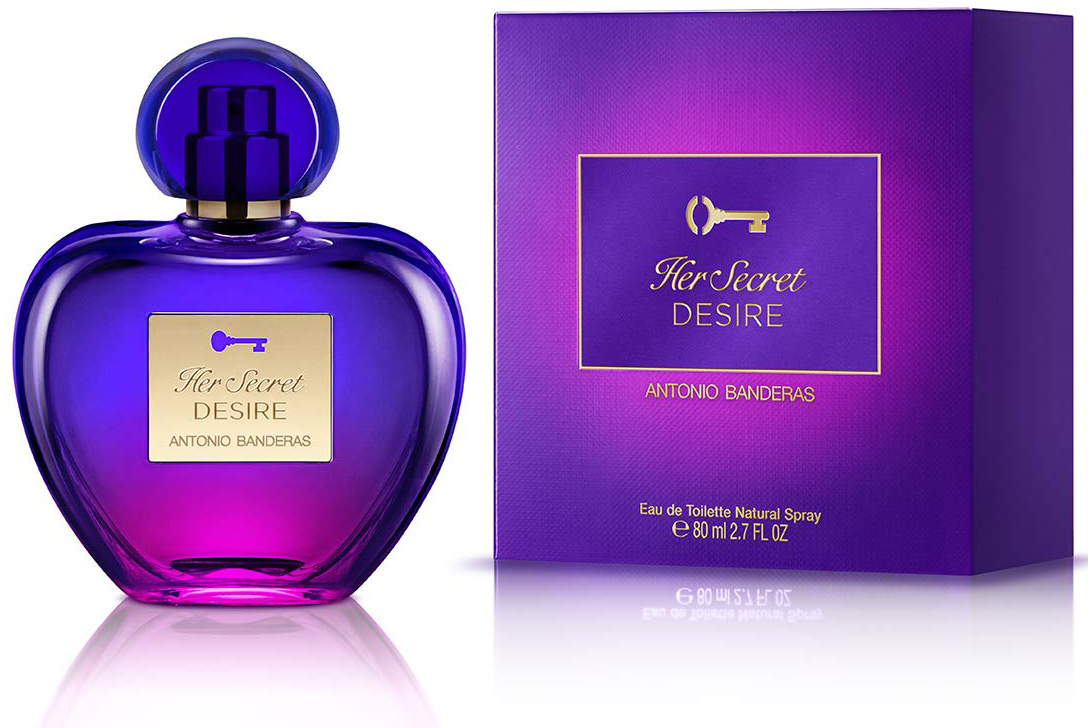 Her Secret
DESIRE
ANTONIO BANDERAS
Her Secret
DESIRE
ANTONIO BANDERAS
Eau de Toilette Natural Spray
℮ 80 ml 2.7 FL OZ